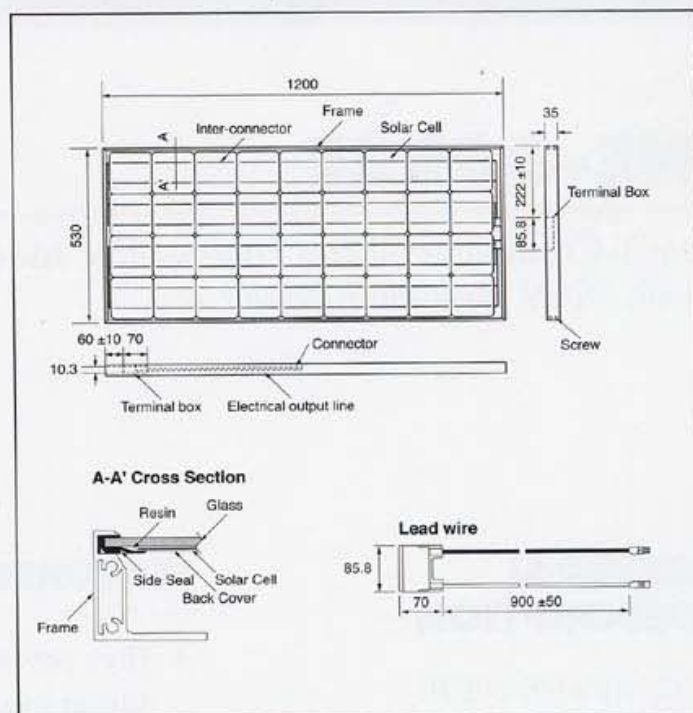 1200
Frame
35
A
Inter-connector
Solar Cell
A'
530
222 ±10
Terminal Box
85.8
60 ±10 70
Connector
Screw
10.3
Terminal box
Electrical output line
A-A' Cross Section
Resin
Glass
Lead wire
Side Seal
Solar Cell
85.8
Back Cover
70
900 ±50
Frame